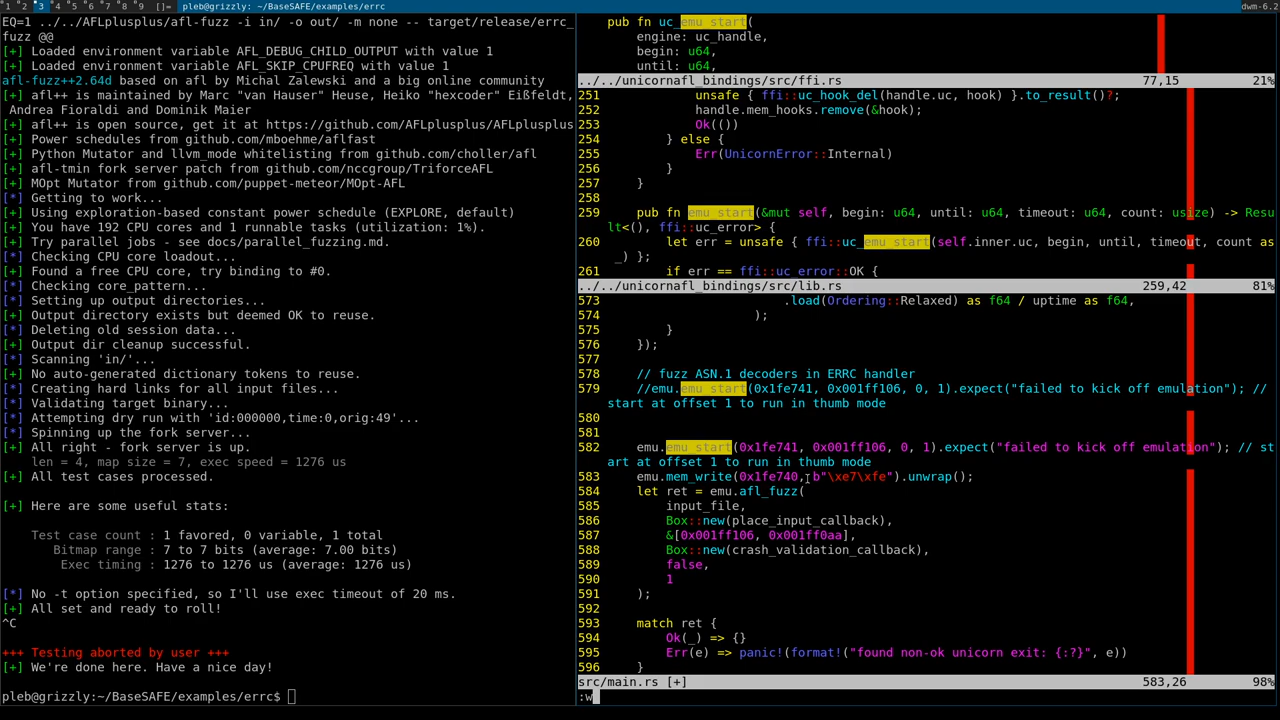 1 2 3 4 5 6 7 8 9 []= pleb@grizzly: ~/BaseSAFE/examples/errc dwm-6.2
EQ=1 ../../AFLplusplus/afl-fuzz -i in/ -o out/ -m none -- target/release/errc_
fuzz @@
[+] Loaded environment variable AFL_DEBUG_CHILD_OUTPUT with value 1
[+] Loaded environment variable AFL_SKIP_CPUFREQ with value 1
afl-fuzz++2.64d based on afl by Michal Zalewski and a big online community
[+] afl++ is maintained by Marc "van Hauser" Heuse, Heiko "hexcoder" Eißfeldt,
 Andrea Fioraldi and Dominik Maier
[+] afl++ is open source, get it at https://github.com/AFLplusplus/AFLplusplus
[+] Power schedules from github.com/mboehme/aflfast
[+] Python Mutator and llvm_mode whitelisting from github.com/choller/afl
[+] afl-tmin fork server patch from github.com/nccgroup/TriforceAFL
[+] MOpt Mutator from github.com/puppet-meteor/MOpt-AFL
[*] Getting to work...
[+] Using exploration-based constant power schedule (EXPLORE, default)
[+] You have 192 CPU cores and 1 runnable tasks (utilization: 1%).
[+] Try parallel jobs - see docs/parallel_fuzzing.md.
[*] Checking CPU core loadout...
[+] Found a free CPU core, try binding to #0.
[*] Checking core_pattern...
[*] Setting up output directories...
[+] Output directory exists but deemed OK to reuse.
[*] Deleting old session data...
[+] Output dir cleanup successful.
[*] Scanning 'in/'...
[+] No auto-generated dictionary tokens to reuse.
[*] Creating hard links for all input files...
[*] Validating target binary...
[*] Attempting dry run with 'id:000000,time:0,orig:49'...
[*] Spinning up the fork server...
[+] All right - fork server is up.
    len = 4, map size = 7, exec speed = 1276 us
[+] All test cases processed.
[+] Here are some useful stats:
    Test case count : 1 favored, 0 variable, 1 total
       Bitmap range : 7 to 7 bits (average: 7.00 bits)
        Exec timing : 1276 to 1276 us (average: 1276 us)
[*] No -t option specified, so I'll use exec timeout of 20 ms.
[+] All set and ready to roll!
^C
+++ Testing aborted by user +++
[+] We're done here. Have a nice day!
pleb@grizzly:~/BaseSAFE/examples/errc$
pub fn uc_emu_start(
    engine: uc_handle,
    begin: u64,
    until: u64,
../../unicornafl_bindings/src/ffi.rs 77,15 21%
251             unsafe { ffi::uc_hook_del(handle.uc, hook) }.to_result()?;
252             handle.mem_hooks.remove(&hook);
253             Ok(())
254         } else {
255             Err(UnicornError::Internal)
256         }
257     }
258
259     pub fn emu_start(&mut self, begin: u64, until: u64, timeout: u64, count: usize) -> Resu
lt<(), ffi::uc_error> {
260         let err = unsafe { ffi::uc_emu_start(self.inner.uc, begin, until, timeout, count as
 _) };
261         if err == ffi::uc_error::OK {
../../unicornafl_bindings/src/lib.rs 259,42 81%
573                         .load(Ordering::Relaxed) as f64 / uptime as f64,
574                     );
575         }
576     });
577
578     // fuzz ASN.1 decoders in ERRC handler
579     //emu.emu_start(0x1fe741, 0x001ff106, 0, 1).expect("failed to kick off emulation"); //
start at offset 1 to run in thumb mode
580
581
582     emu.emu_start(0x1fe741, 0x001ff106, 0, 1).expect("failed to kick off emulation"); // st
art at offset 1 to run in thumb mode
583     emu.mem_write(0x1fe740, b"\xe7\xfe").unwrap();
584     let ret = emu.afl_fuzz(
585         input_file,
586         Box::new(place_input_callback),
587         &[0x001ff106, 0x001ff0aa],
588         Box::new(crash_validation_callback),
589         false,
590         1
591     );
592
593     match ret {
594         Ok(_) => {}
595         Err(e) => panic!(format!("found non-ok unicorn exit: {:?}", e))
596     }
src/main.rs [+] 583,26 98%
:w